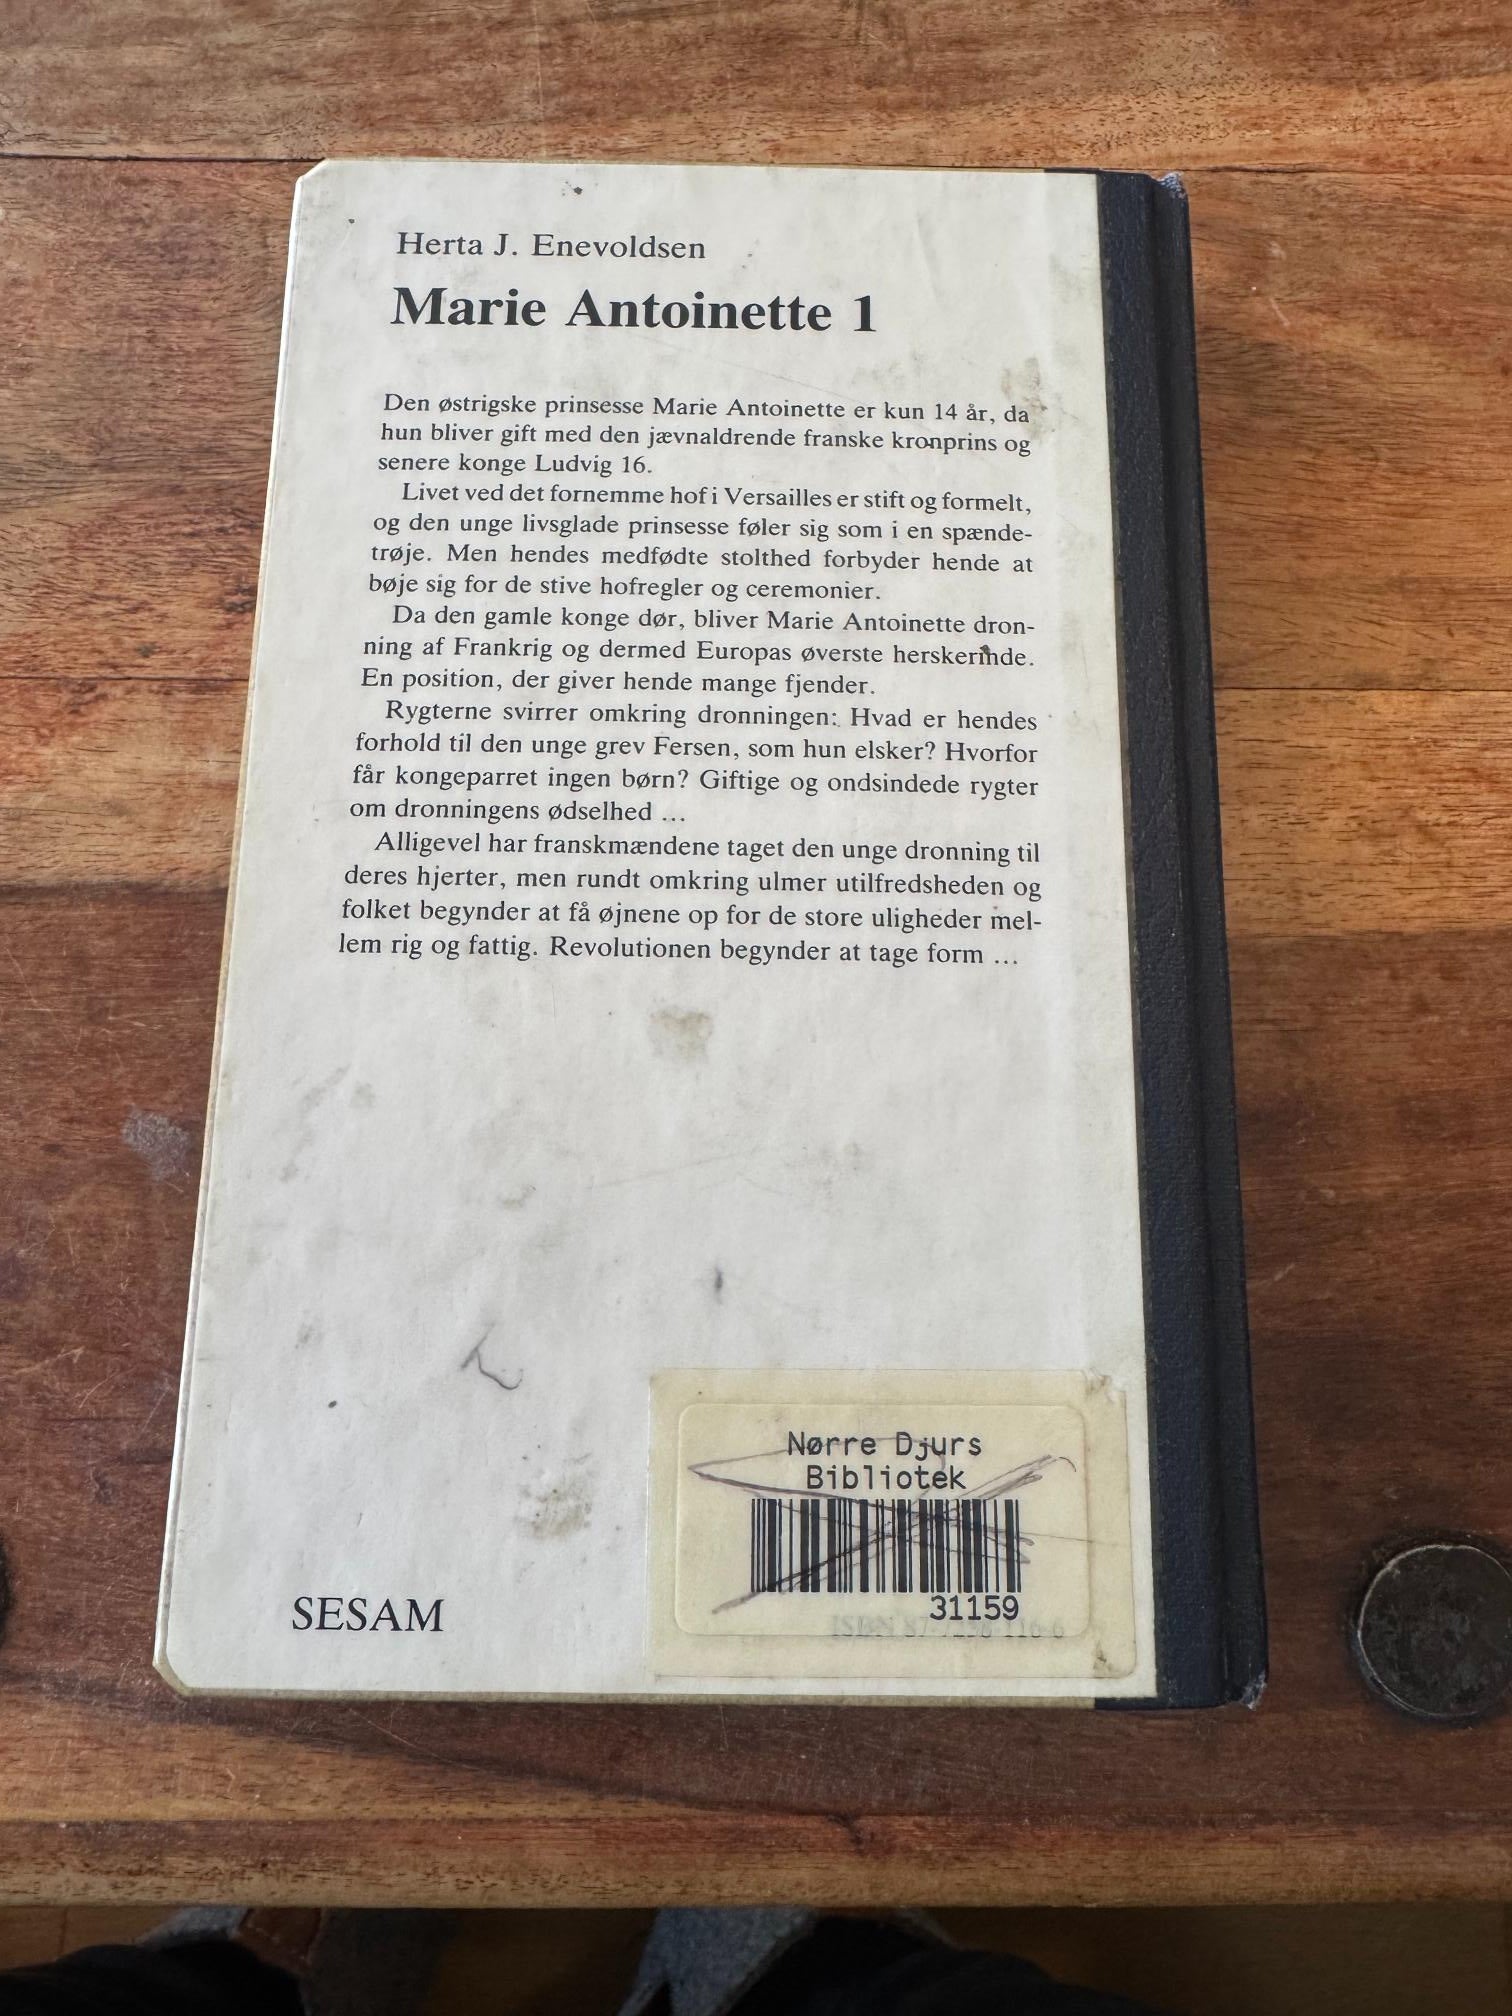 Herta J. Enevoldsen
Marie Antoinette 1
Den østrigske prinsesse Marie Antoinette er kun 14 år, da
hun bliver gift med den jævnaldrende franske kronprins og
senere konge Ludvig 16.
Livet ved det fornemme hof i Versailles er stift og formelt,
og den unge livsglade prinsesse føler sig som i en spænde-
trøje. Men hendes medfødte stolthed forbyder hende at
bøje sig for de stive hofregler og ceremonier.
Da den gamle konge dør, bliver Marie Antoinette dron-
ning af Frankrig og dermed Europas øverste herskerinde.
En position, der giver hende mange fjender.
Rygterne svirrer omkring dronningen: Hvad er hendes
forhold til den unge grev Fersen, som hun elsker? Hvorfor
får kongeparret ingen børn? Giftige og ondsindede rygter
om dronningens ødselhed ...
Alligevel har franskmændene taget den unge dronning til
deres hjerter, men rundt omkring ulmer utilfredsheden og
folket begynder at få øjnene op for de store uligheder mel-
lem rig og fattig. Revolutionen begynder at tage form ...
Nørre Djurs
Bibliotek
31159
ISBN
SESAM